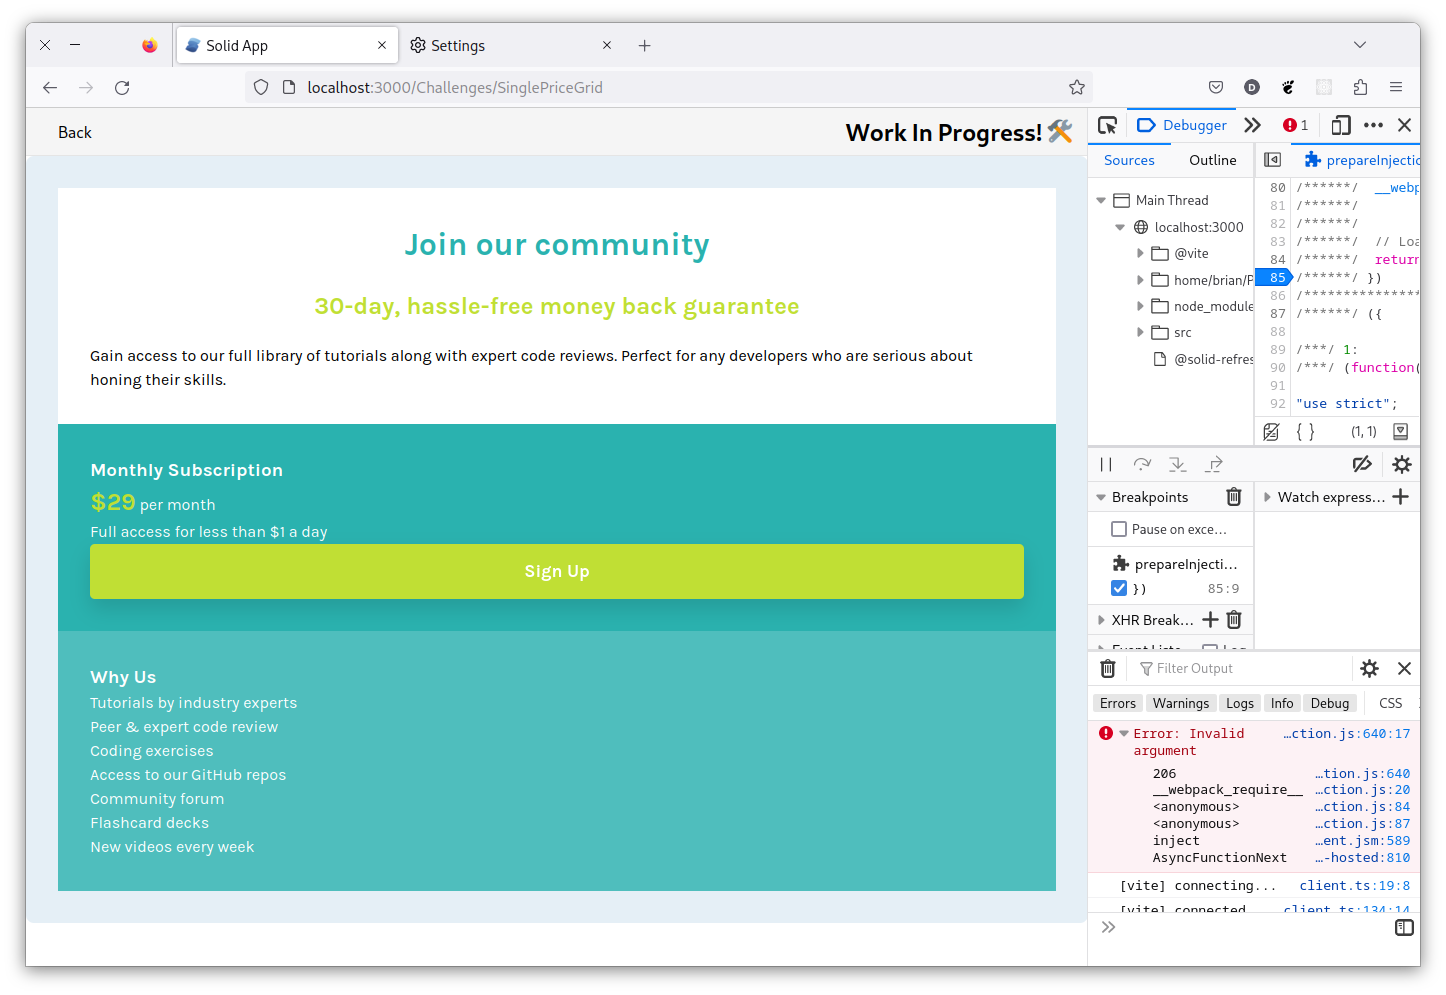 Solid App
Settings
localhost:3000/Challenges/SinglePriceGrid
D
Back
Work In Progress!
Join our community
30-day, hassle-free money back guarantee
Gain access to our full library of tutorials along with expert code reviews. Perfect for any developers who are serious about
honing their skills.
Monthly Subscription
$29 per month
Full access for less than $1 a day
Sign Up
Why Us
Tutorials by industry experts
Peer & expert code review
Coding exercises
Access to our GitHub repos
Community forum
Flashcard decks
New videos every week
Debugger
1
Sources
Outline
Main Thread
localhost:3000
@vite
home/brian/P
node_module
src
@solid-refres
prepareInjectio
80 /******/ __webp
81 /******/
82 /******/
83 /******/ // Loa
84 /******/ return
85 /******/ })
86 /***************
87 /******/ ({
88
89 /***/ 1:
90 /***/ (function(
91
92 "use strict";
{ } (1, 1)
Breakpoints
Watch express...
Pause on exce...
prepareInjecti...
}) 85:9
XHR Break...
Filter Output
Errors Warnings Logs Info Debug CSS
Error: Invalid …ction.js:640:17
argument
206 …tion.js:640
__webpack_require__ …ction.js:20
<anonymous> …ction.js:84
<anonymous> …ction.js:87
inject …ent.jsm:589
AsyncFunctionNext …-hosted:810
[vite] connecting... client.ts:19:8
[vite] connected. client.ts:134:14